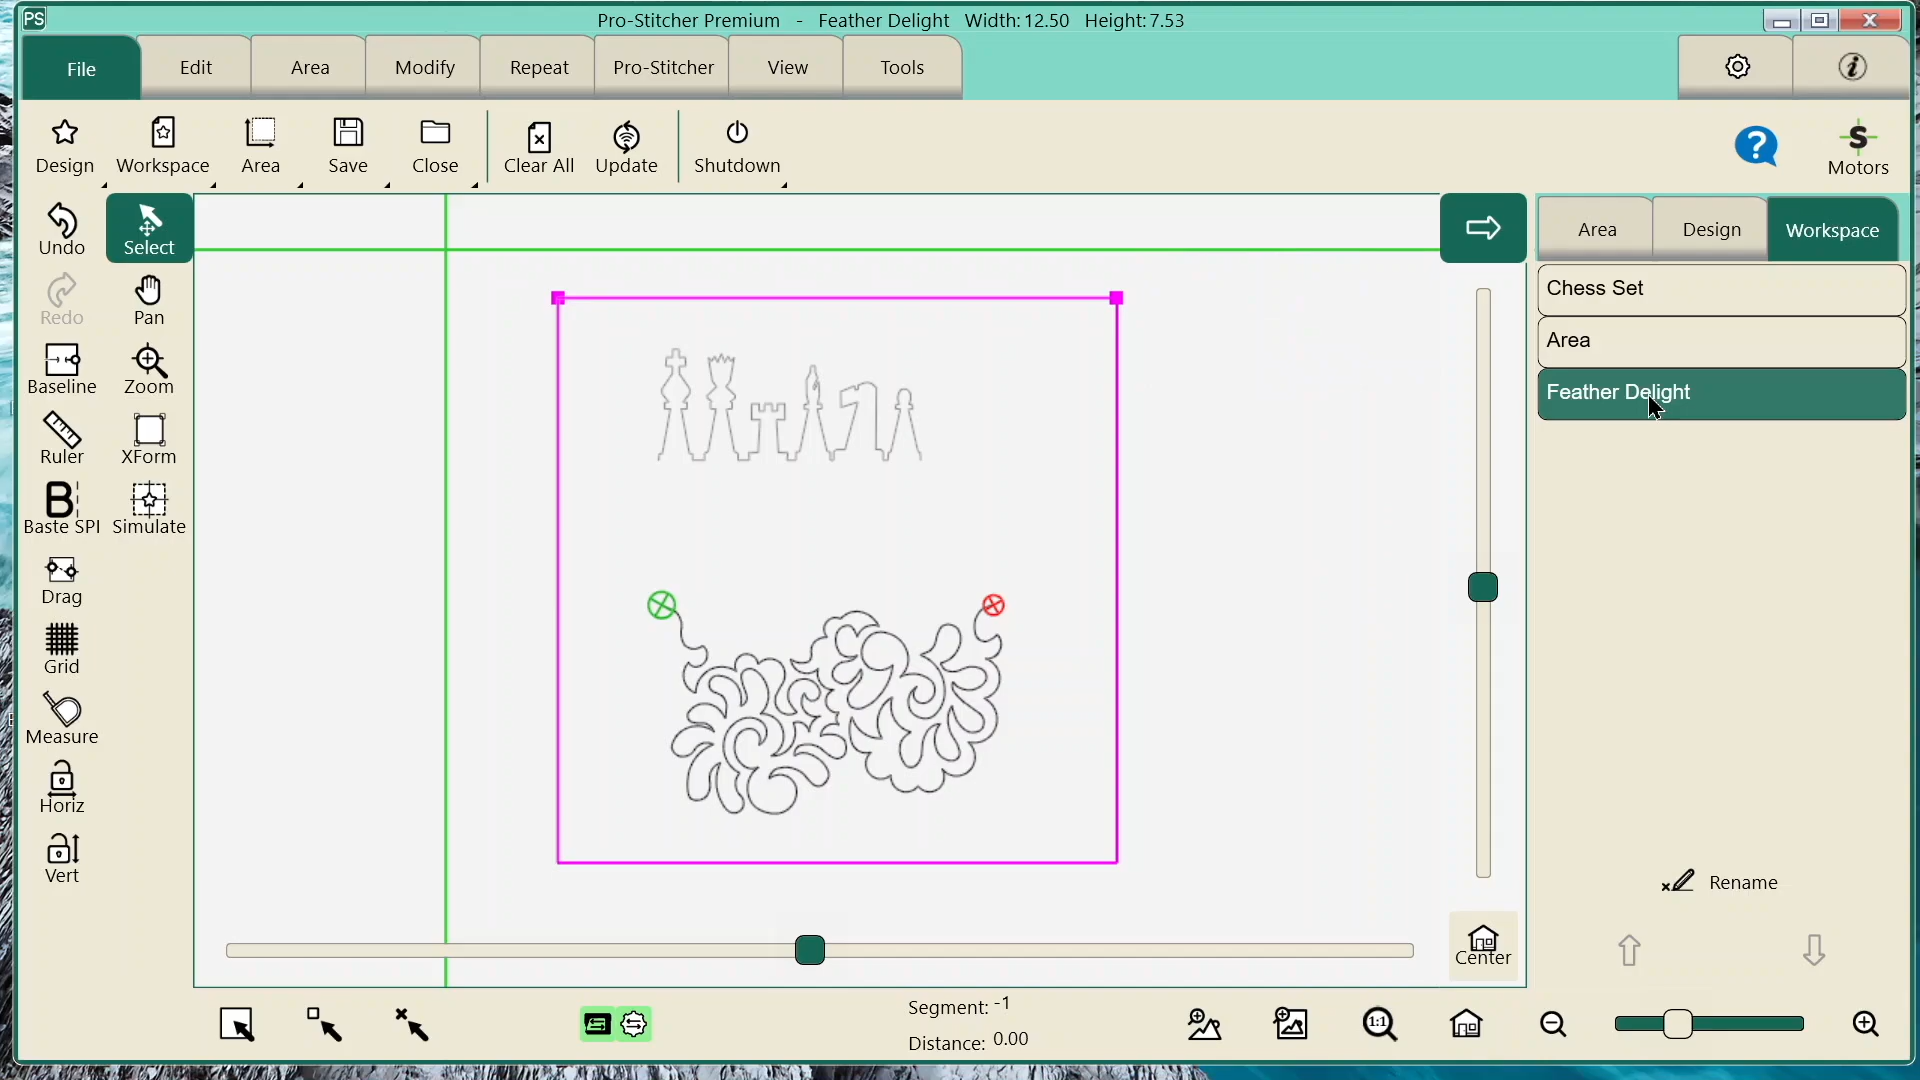 PS
Pro-Stitcher Premium - Feather Delight Width: 12.50 Height: 7.53
File Edit Area Modify Repeat Pro-Stitcher View Tools
Design Workspace Area Save Close Clear All Update Shutdown
?
S
Motors
Undo Select
Redo Pan
Baseline Zoom
Ruler XForm
B
Baste SPI Simulate
Drag
Grid
Measure
Horiz
Vert
Area Design Workspace
Chess Set
Area
Feather Delight
Rename
Center
Segment: -1
Distance: 0.00
1:1